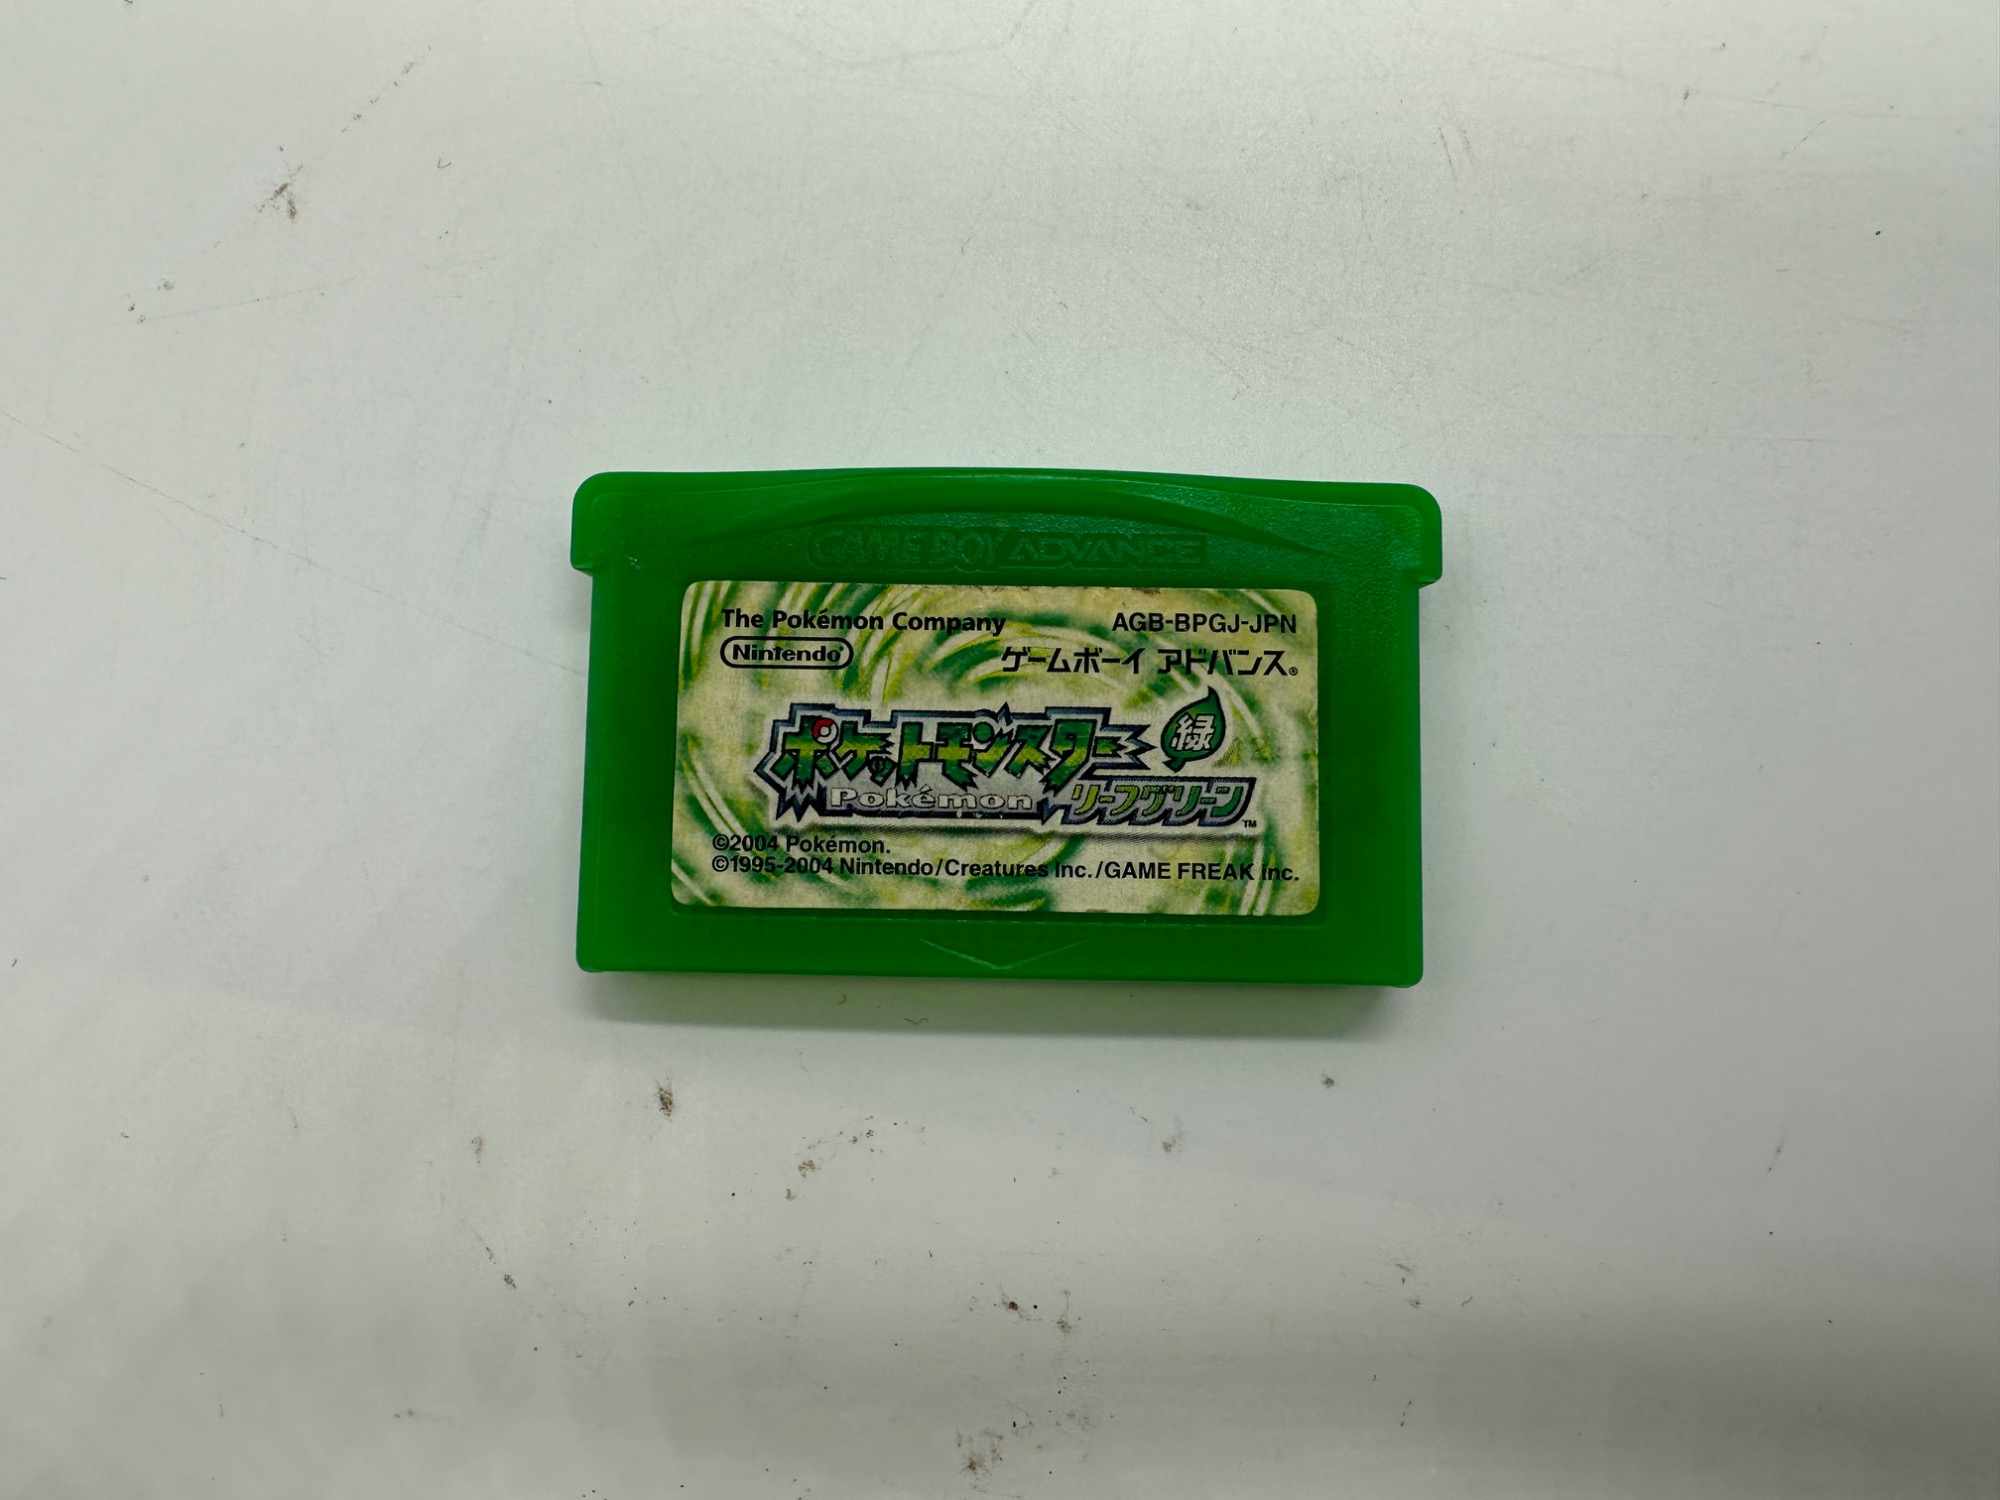 GAME BOY ADVANCE
The Pokémon Company
AGB-BPGJ-JPN
Nintendo®
ゲームボーイ アドバンス®
ポケットモンスター
緑
Pokémon
リーフグリーン™
©2004 Pokémon.
©1995-2004 Nintendo/Creatures Inc./GAME FREAK inc.